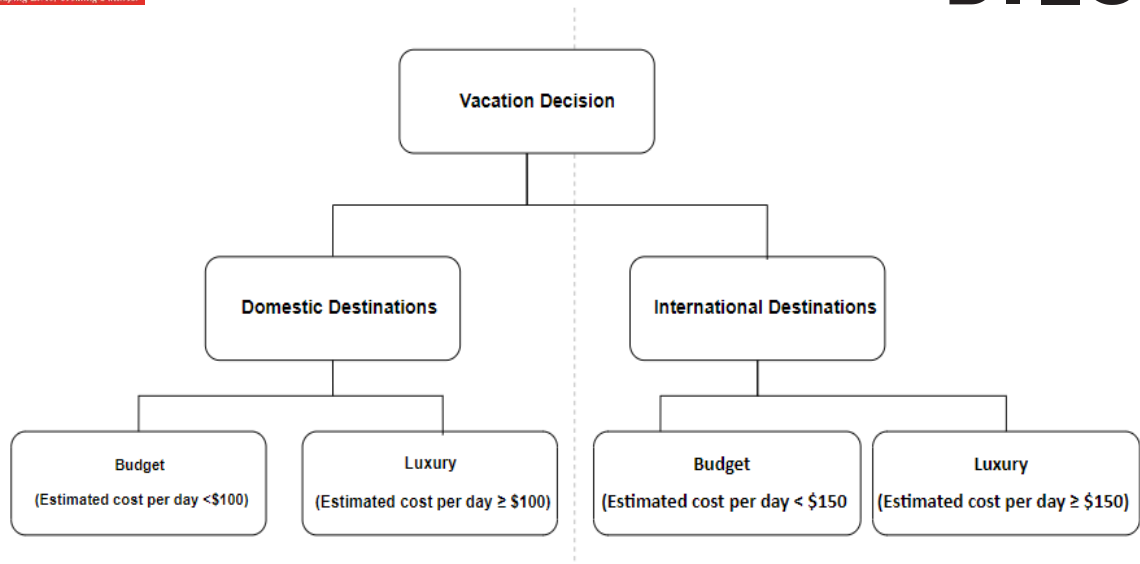 Vacation Decision
Domestic Destinations
International Destinations
Budget
(Estimated cost per day <$100)
Luxury
(Estimated cost per day ≥ $100)
Budget
(Estimated cost per day < $150
Luxury
(Estimated cost per day ≥ $150)